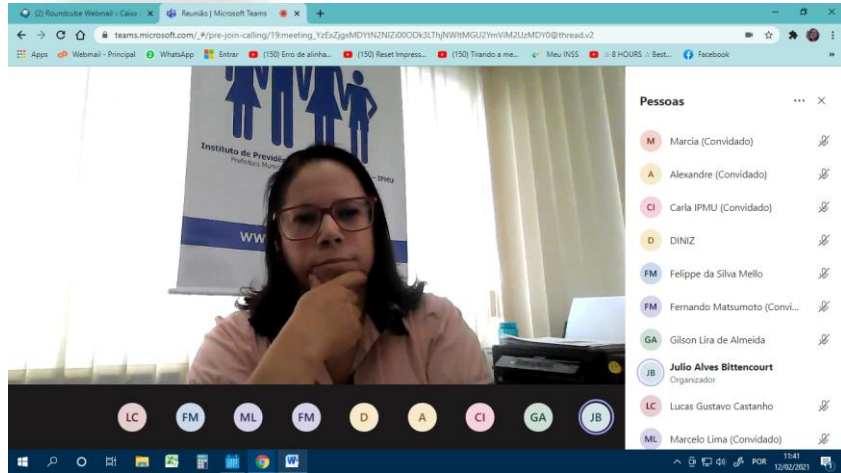 (2) Roundcube Webmail :: Caixa
Reunião | Microsoft Teams
teams.microsoft.com/_#/pre-join-calling/19:meeting_YzExZjgxMDYtN2NlZi00ODk3LThjNWItMGU2YmViM2UzMDY0@thread.v2
Apps
Webmail - Principal
WhatsApp
Entrar
(150) Erro de alinha...
(150) Reset Impress...
(150) Tirando a me...
Meu INSS
8 HOURS
Best...
Facebook
Instituto de
Prefeitura
- IPMU
WW
Pessoas
M Marcia (Convidado)
A Alexandre (Convidado)
CI Carla IPMU (Convidado)
D DINIZ
FM Felippe da Silva Mello
FM Fernando Matsumoto (Convi...
GA Gilson Lira de Almeida
JB Julio Alves Bittencourt
Organizador
LC Lucas Gustavo Castanho
ML Marcelo Lima (Convidado)
LC FM ML FM D A CI GA JB
POR
11:41
12/02/2021